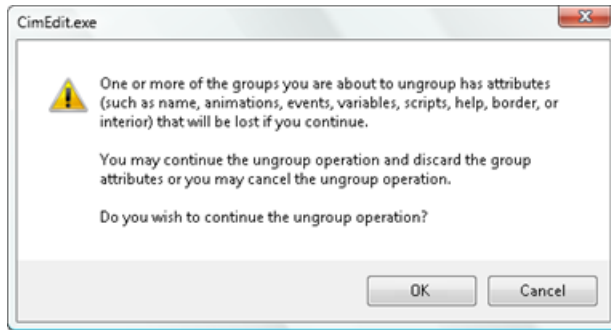 CimEdit.exe
One or more of the groups you are about to ungroup has attributes
(such as name, animations, events, variables, scripts, help, border, or
interior) that will be lost if you continue.
You may continue the ungroup operation and discard the group
attributes or you may cancel the ungroup operation.
Do you wish to continue the ungroup operation?
OK
Cancel